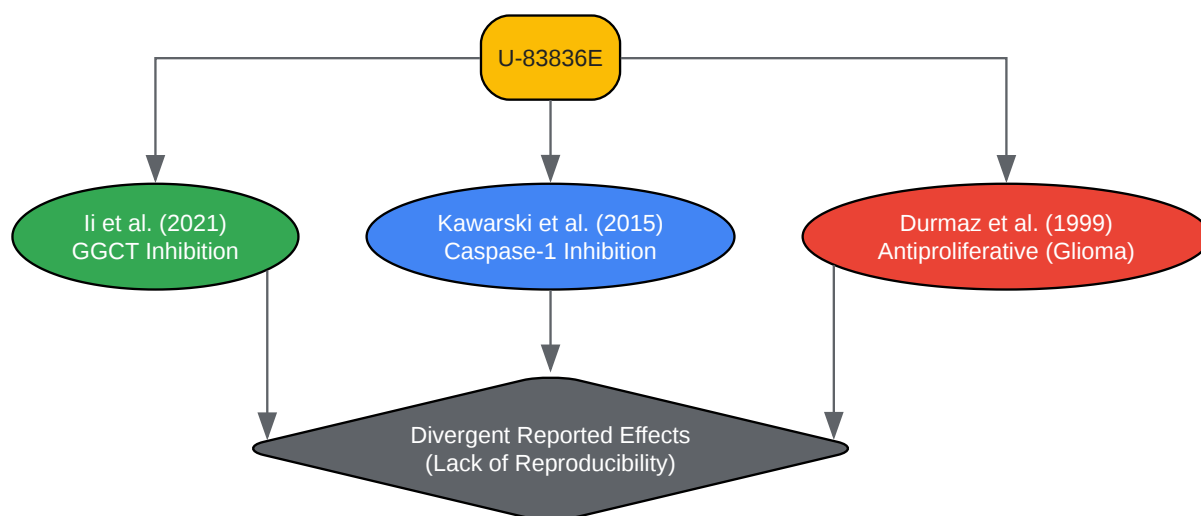 U-83836E
Ii et al. (2021)
GGCT Inhibition
Kawarski et al. (2015)
Caspase-1 Inhibition
Durmaz et al. (1999)
Antiproliferative (Glioma)
Divergent Reported Effects
(Lack of Reproducibility)